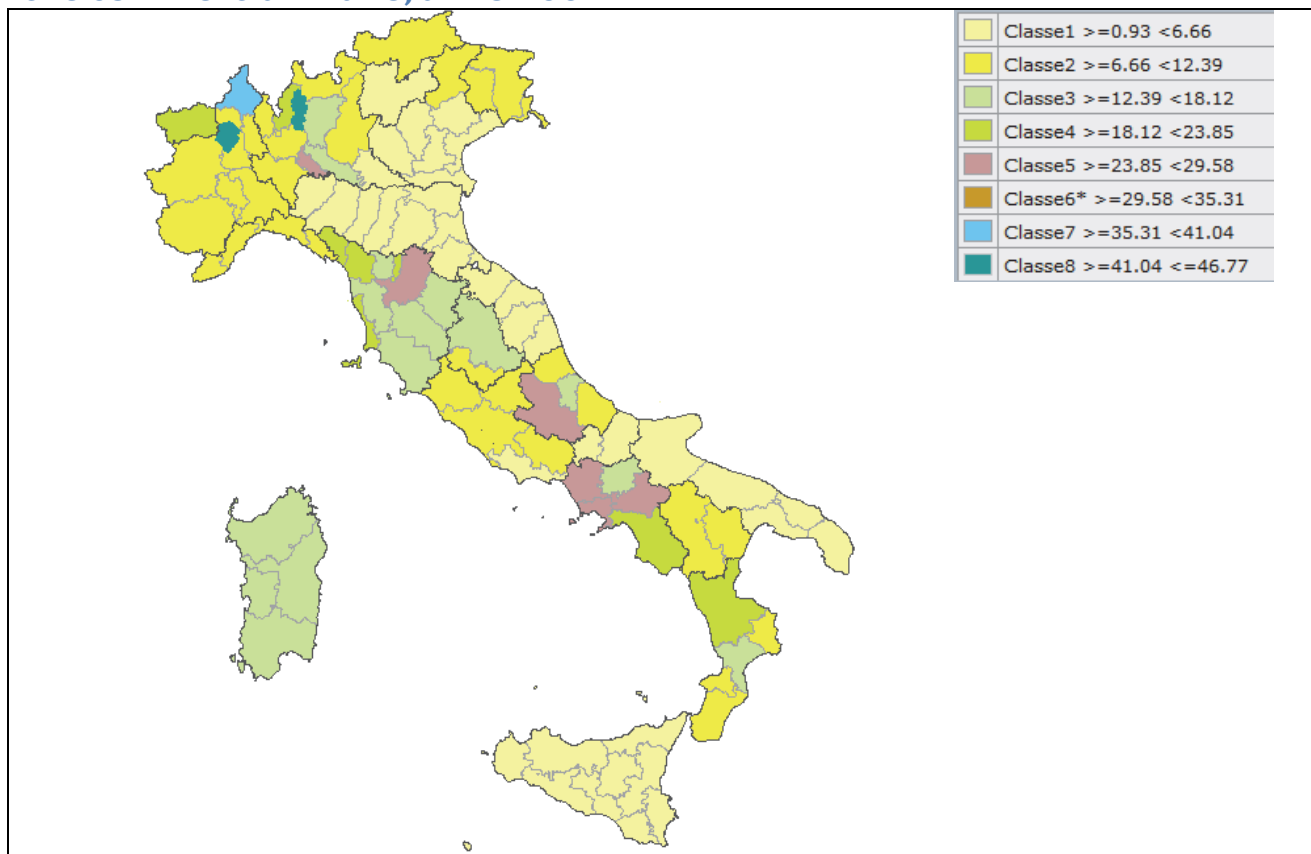 Classe1 >=0.93 <6.66
Classe2 >=6.66 <12.39
Classe3 >=12.39 <18.12
Classe4 >=18.12 <23.85
Classe5 >=23.85 <29.58
Classe6* >=29.58 <35.31
Classe7 >=35.31 <41.04
Classe8 >=41.04 <=46.77